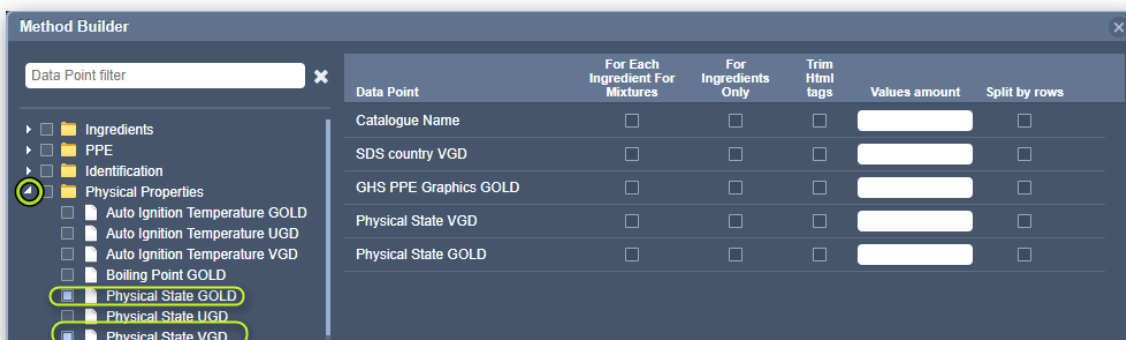 Method Builder
Data Point filter
Ingredients
PPE
Identification
Physical Properties
Auto Ignition Temperature GOLD
Auto Ignition Temperature UGD
Auto Ignition Temperature VGD
Boiling Point GOLD
Physical State GOLD
Physical State UGD
Physical State VGD
Data Point
For Each
Ingredient For
Mixtures
For
Ingredients
Only
Trim
Html
tags
Values amount
Split by rows
Catalogue Name
SDS country VGD
GHS PPE Graphics GOLD
Physical State VGD
Physical State GOLD